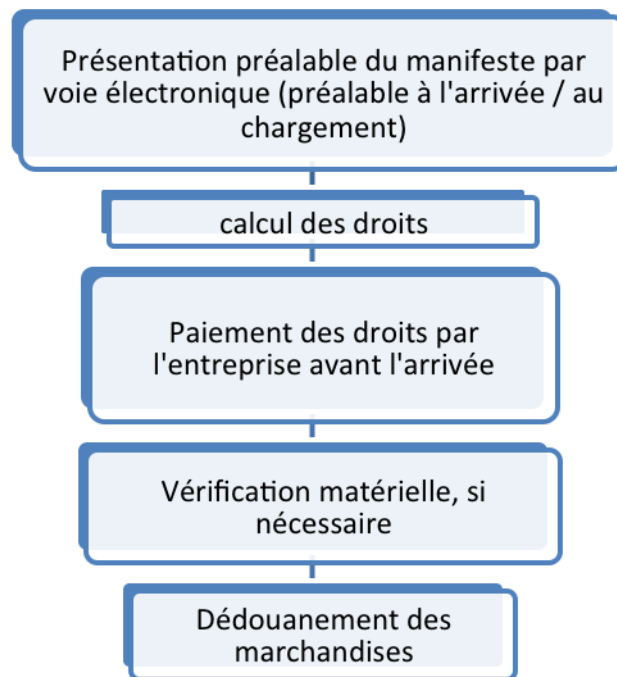 Présentation préalable du manifeste par
voie électronique (préalable à l'arrivée / au
chargement)
calcul des droits
Paiement des droits par
l'entreprise avant l'arrivée
Vérification matérielle, si
nécessaire
Dédouanement des
marchandises